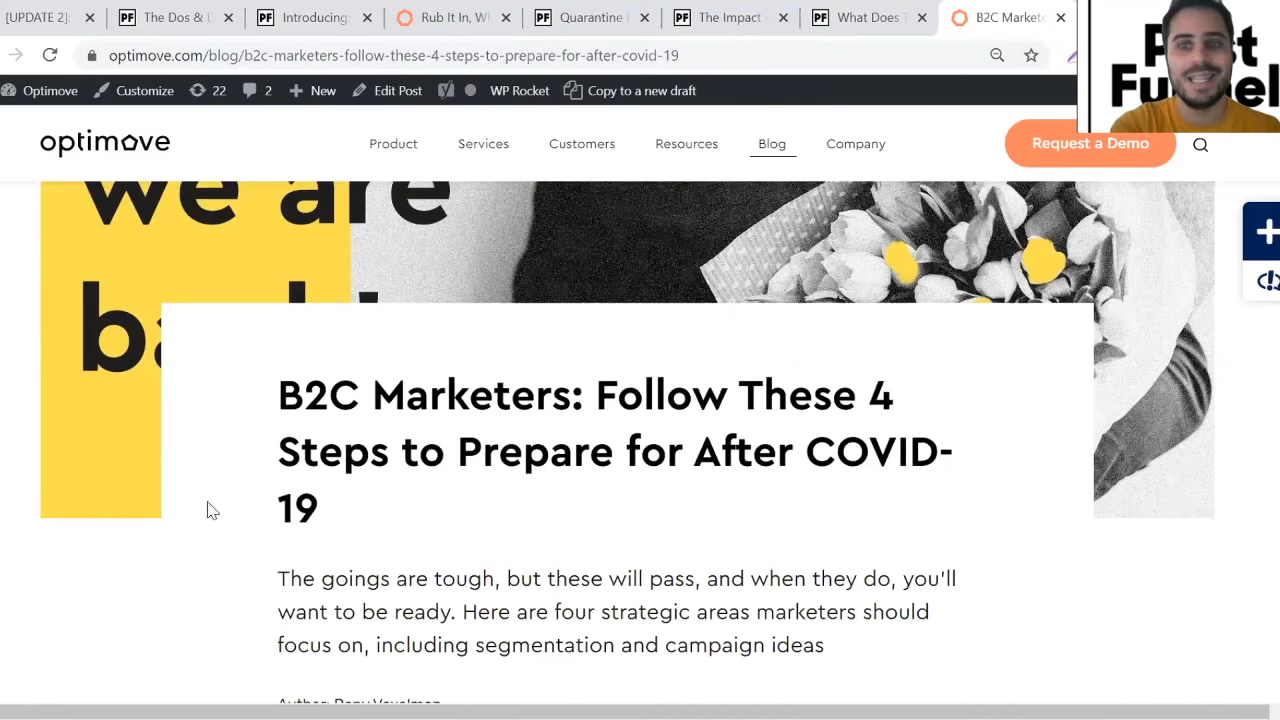 [UPDATE 2]:
The Dos & D
Introducing
Rub It In, W
Quarantine
The Impact
What Does T
B2C Markete
optimove.com/blog/b2c-marketers-follow-these-4-steps-to-prepare-for-after-covid-19
Optimove Customize 22 2 New Edit Post WP Rocket Copy to a new draft
optimove Product Services Customers Resources Blog Company Request a Demo
we are
B2C Marketers: Follow These 4
Steps to Prepare for After COVID-
19
The goings are tough, but these will pass, and when they do, you'll
want to be ready. Here are four strategic areas marketers should
focus on, including segmentation and campaign ideas